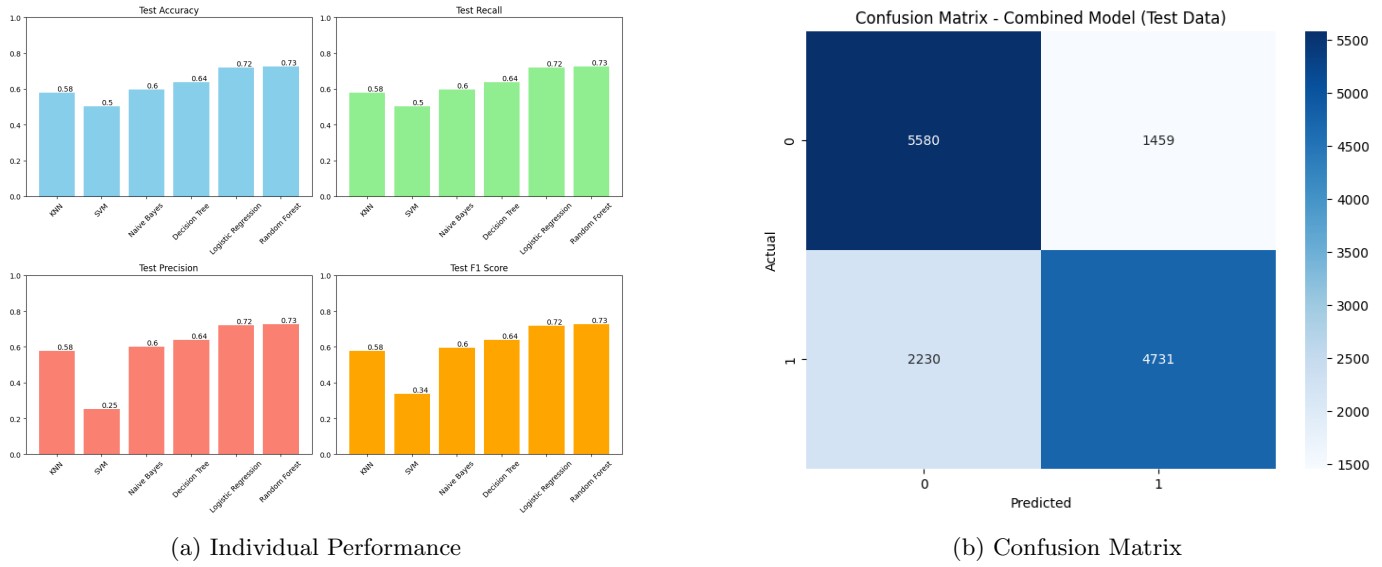 Test Accuracy
1.0
0.8
0.6
0.4
0.2
0.0
0.58
0.5
0.6
0.64
0.72
0.73
KNN
SVM
Naive Bayes
Decision Tree
Logistic Regression
Random Forest
Test Recall
1.0
0.8
0.6
0.4
0.2
0.0
0.58
0.5
0.6
0.64
0.72
0.73
KNN
SVM
Naive Bayes
Decision Tree
Logistic Regression
Random Forest
Test Precision
1.0
0.8
0.6
0.4
0.2
0.0
0.58
0.25
0.6
0.64
0.72
0.73
KNN
SVM
Naive Bayes
Decision Tree
Logistic Regression
Random Forest
Test F1 Score
1.0
0.8
0.6
0.4
0.2
0.0
0.58
0.34
0.6
0.64
0.72
0.73
KNN
SVM
Naive Bayes
Decision Tree
Logistic Regression
Random Forest
(a) Individual Performance
Confusion Matrix - Combined Model (Test Data)
Actual
0
5580
1459
1
2230
4731
0
1
Predicted
5500
5000
4500
4000
3500
3000
2500
2000
1500
(b) Confusion Matrix